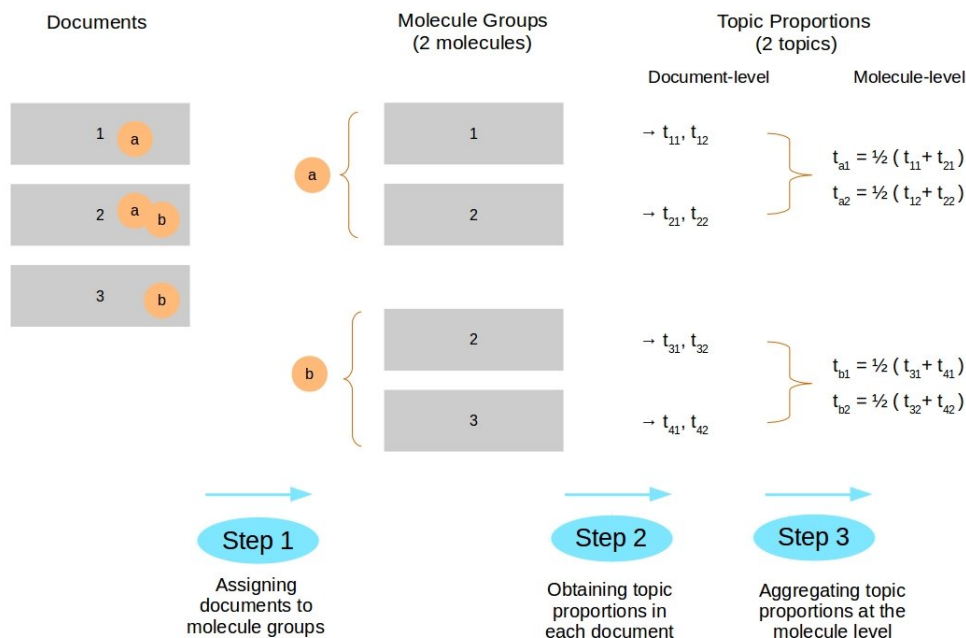 Documents
Molecule Groups
(2 molecules)
Topic Proportions
(2 topics)
Document-level
Molecule-level
1
a
2
a
b
3
b
a
1
2
→ t₁₁, t₁₂
→ t₂₁, t₂₂
tₐ₁ = ½ ( t₁₁+ t₂₁)
tₐ₂ = ½ ( t₁₂+ t₂₂)
b
2
3
→ t₃₁, t₃₂
→ t₄₁, t₄₂
t_b1 = ½ ( t₃₁+ t₄₁)
t_b2 = ½ ( t₃₂+ t₄₂)
Step 1
Assigning
documents to
molecule groups
Step 2
Obtaining topic
proportions in
each document
Step 3
Aggregating topic
proportions at the
molecule level